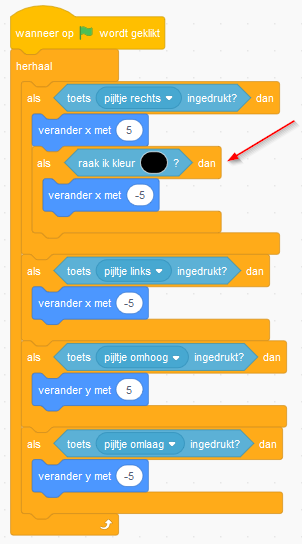 wanneer op wordt geklikt
herhaal
als toets pijltje rechts ingedrukt? dan
verander x met 5
als raak ik kleur ? dan
verander x met -5
als toets pijltje links ingedrukt? dan
verander x met -5
als toets pijltje omhoog ingedrukt? dan
verander y met 5
als toets pijltje omlaag ingedrukt? dan
verander y met -5